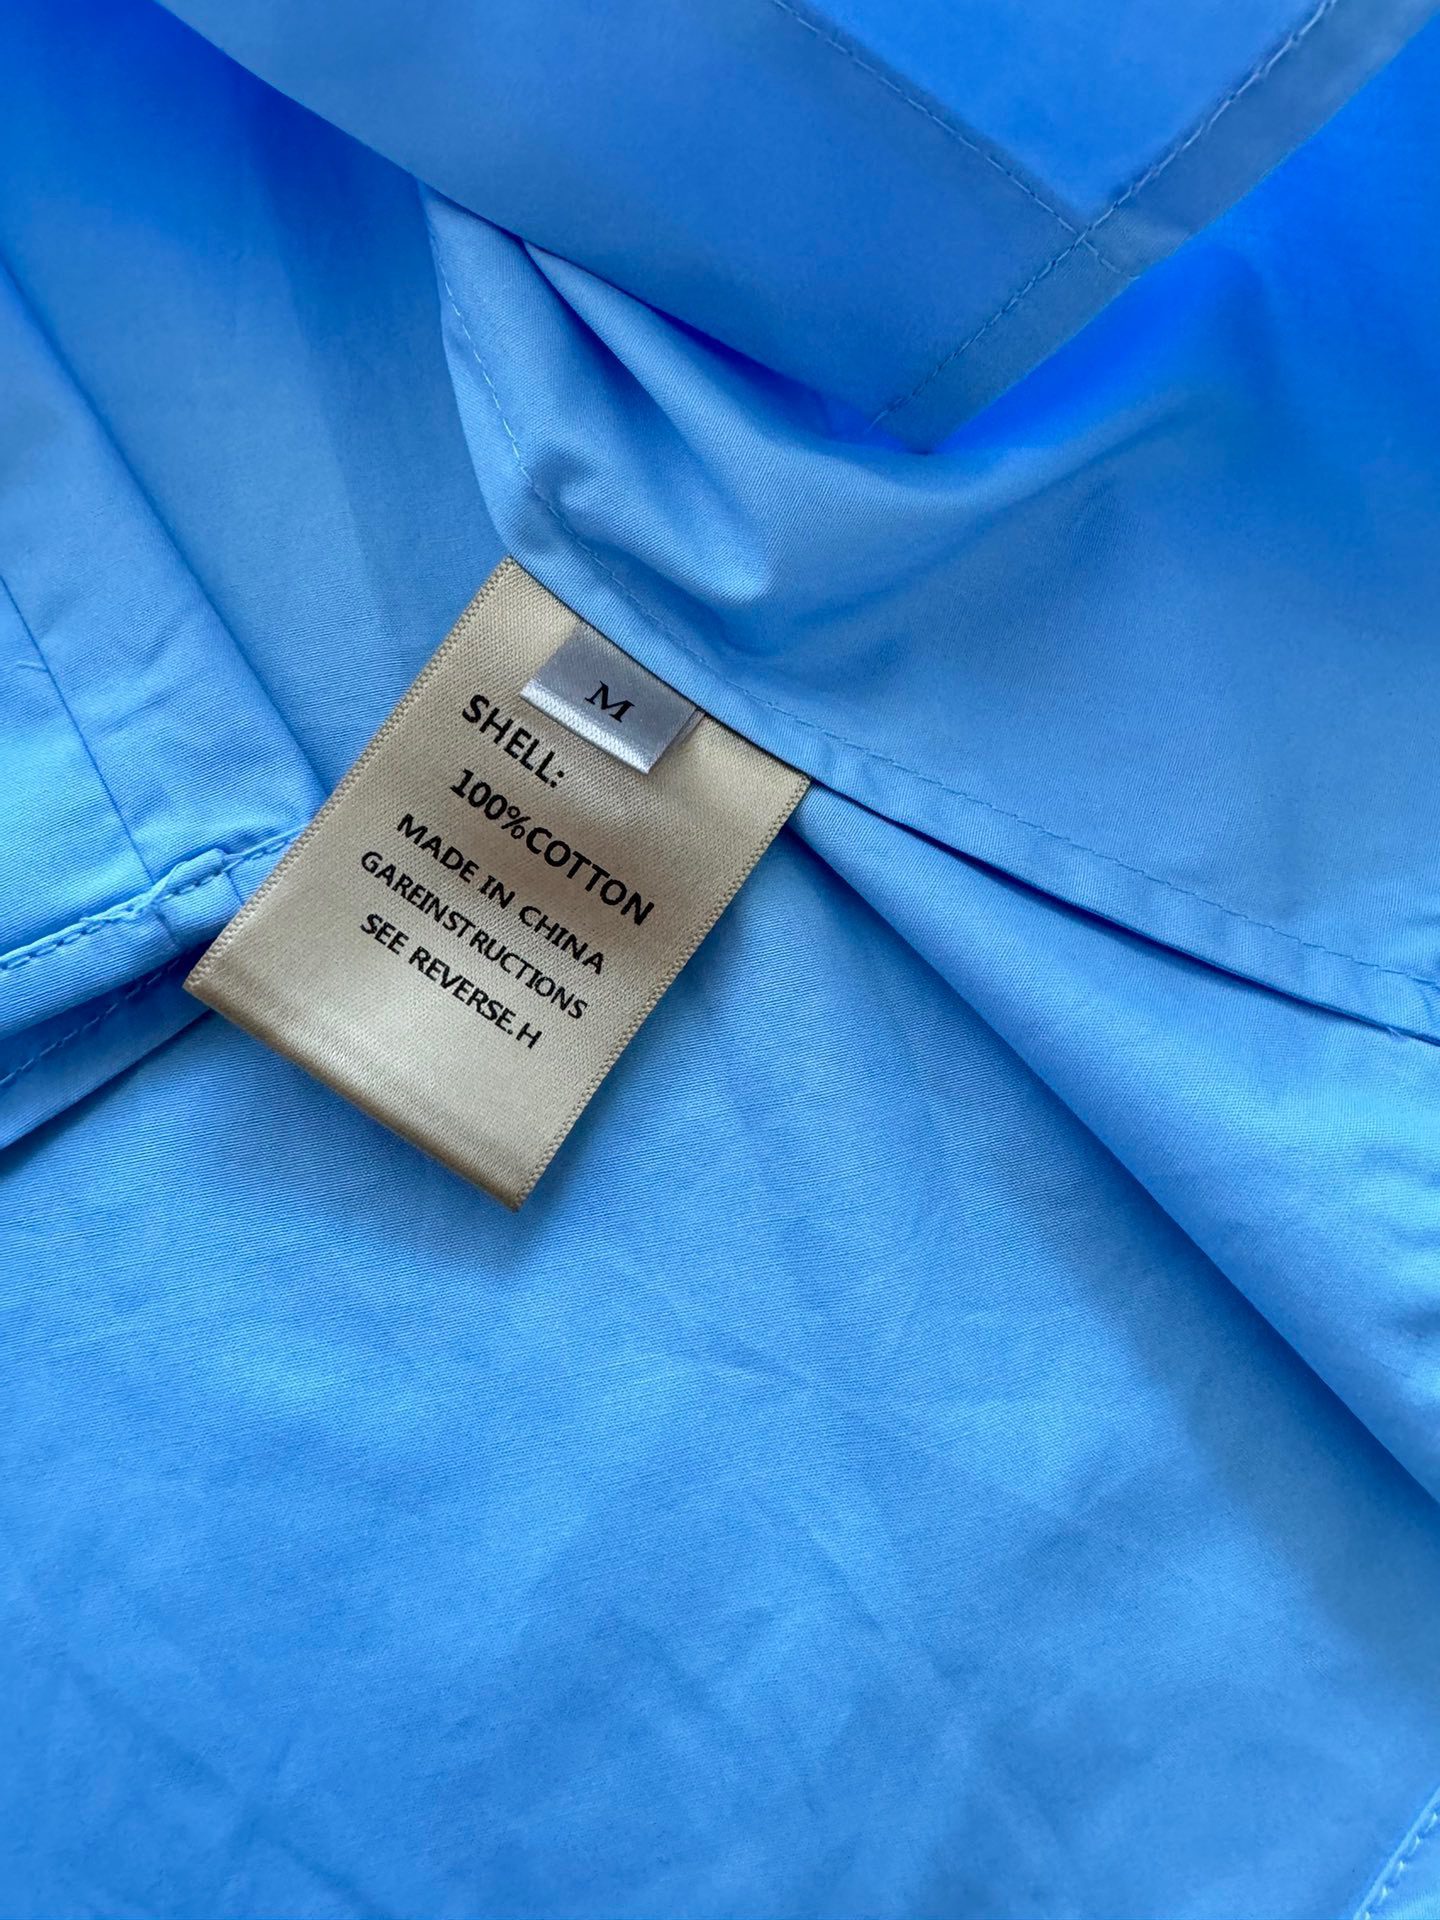 M
SHELL:
100%COTTON
MADE IN CHINA
GAREINSTRUCTIONS
SEE REVERSE.H